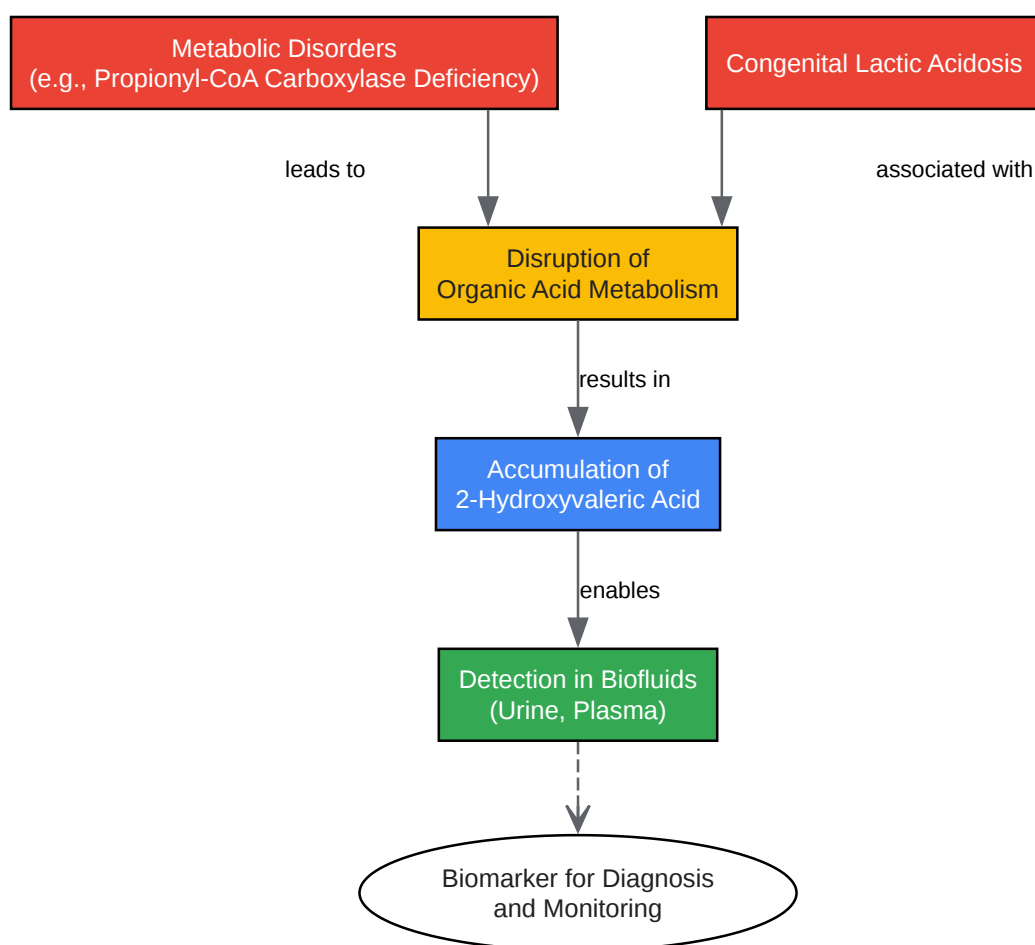 Metabolic Disorders
(e.g., Propionyl-CoA Carboxylase Deficiency)
Congenital Lactic Acidosis
leads to
associated with
Disruption of
Organic Acid Metabolism
results in
Accumulation of
2-Hydroxyvaleric Acid
enables
Detection in Biofluids
(Urine, Plasma)
Biomarker for Diagnosis
and Monitoring